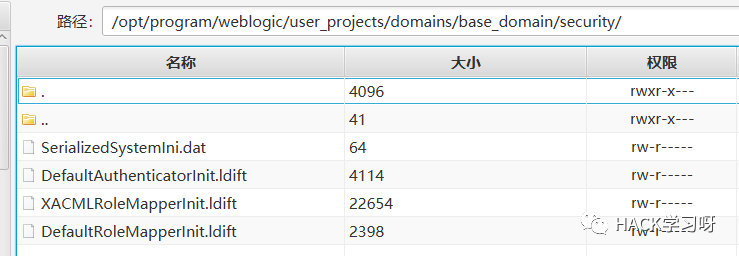 路径： /opt/program/weblogic/user_projects/domains/base_domain/security/
名称 大小 权限
. 4096 rwxr-x---
.. 41 rwxr-x---
SerializedSystemIni.dat 64 rw-r-----
DefaultAuthenticatorInit.ldift 4114 rw-r-----
XACMLRoleMapperInit.ldift 22654 rw-r-----
DefaultRoleMapperInit.ldift 2398 rw-r-----
HACK学习呀